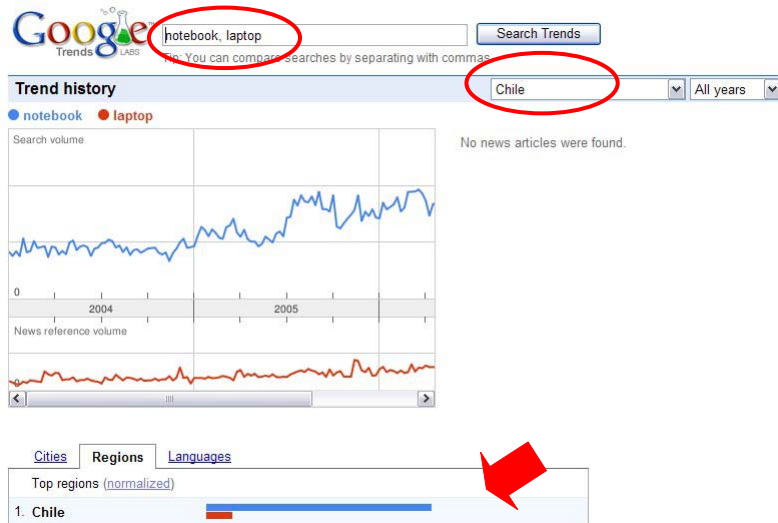 Google
Trends LABS
notebook, laptop
Search Trends
Tip: You can compare searches by separating with commas
Trend history
Chile
All years
notebook laptop
Search volume
No news articles were found.
0
2004 2005
News reference volume
0
Cities Regions Languages
Top regions (normalized)
1. Chile